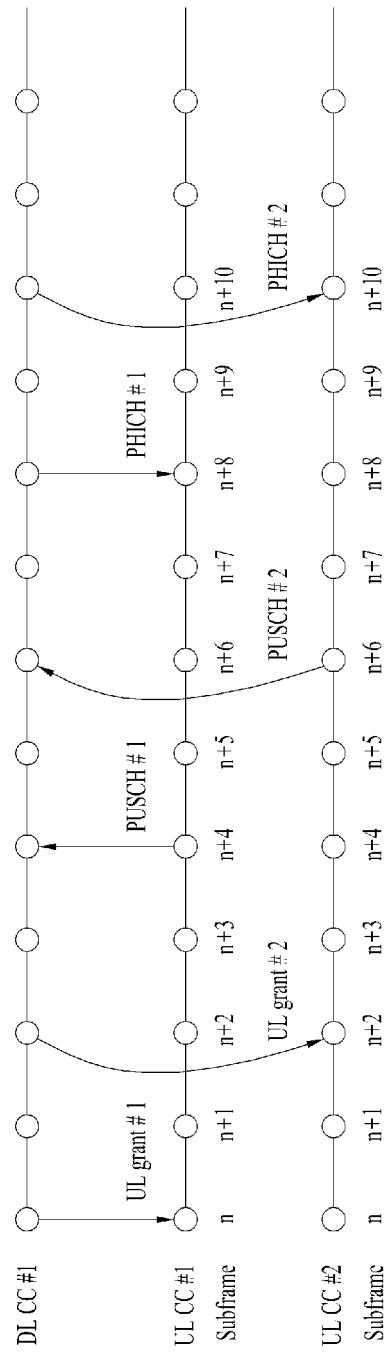 DL CC #1
UL grant # 1
PUSCH # 1
PHICH # 1
UL CC #1
Subframe n n+1 n+2 n+3 n+4 n+5 n+6 n+7 n+8 n+9 n+10
UL grant # 2
PUSCH # 2
PHICH # 2
UL CC #2
Subframe n n+1 n+2 n+3 n+4 n+5 n+6 n+7 n+8 n+9 n+10